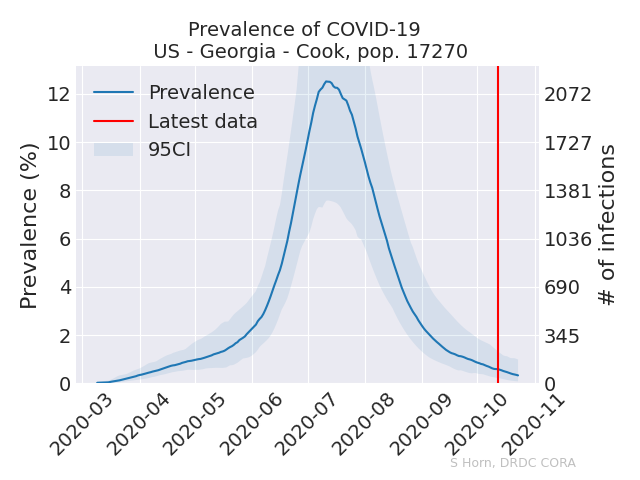 Prevalence of COVID-19
US - Georgia - Cook, pop. 17270
Prevalence
Latest data
95CI
Prevalence (%)
12
10
8
6
4
2
0
2072
1727
1381
1036
690
345
0
# of infections
2020-03
2020-04
2020-05
2020-06
2020-07
2020-08
2020-09
2020-10
2020-11
S Horn, DRDC CORA